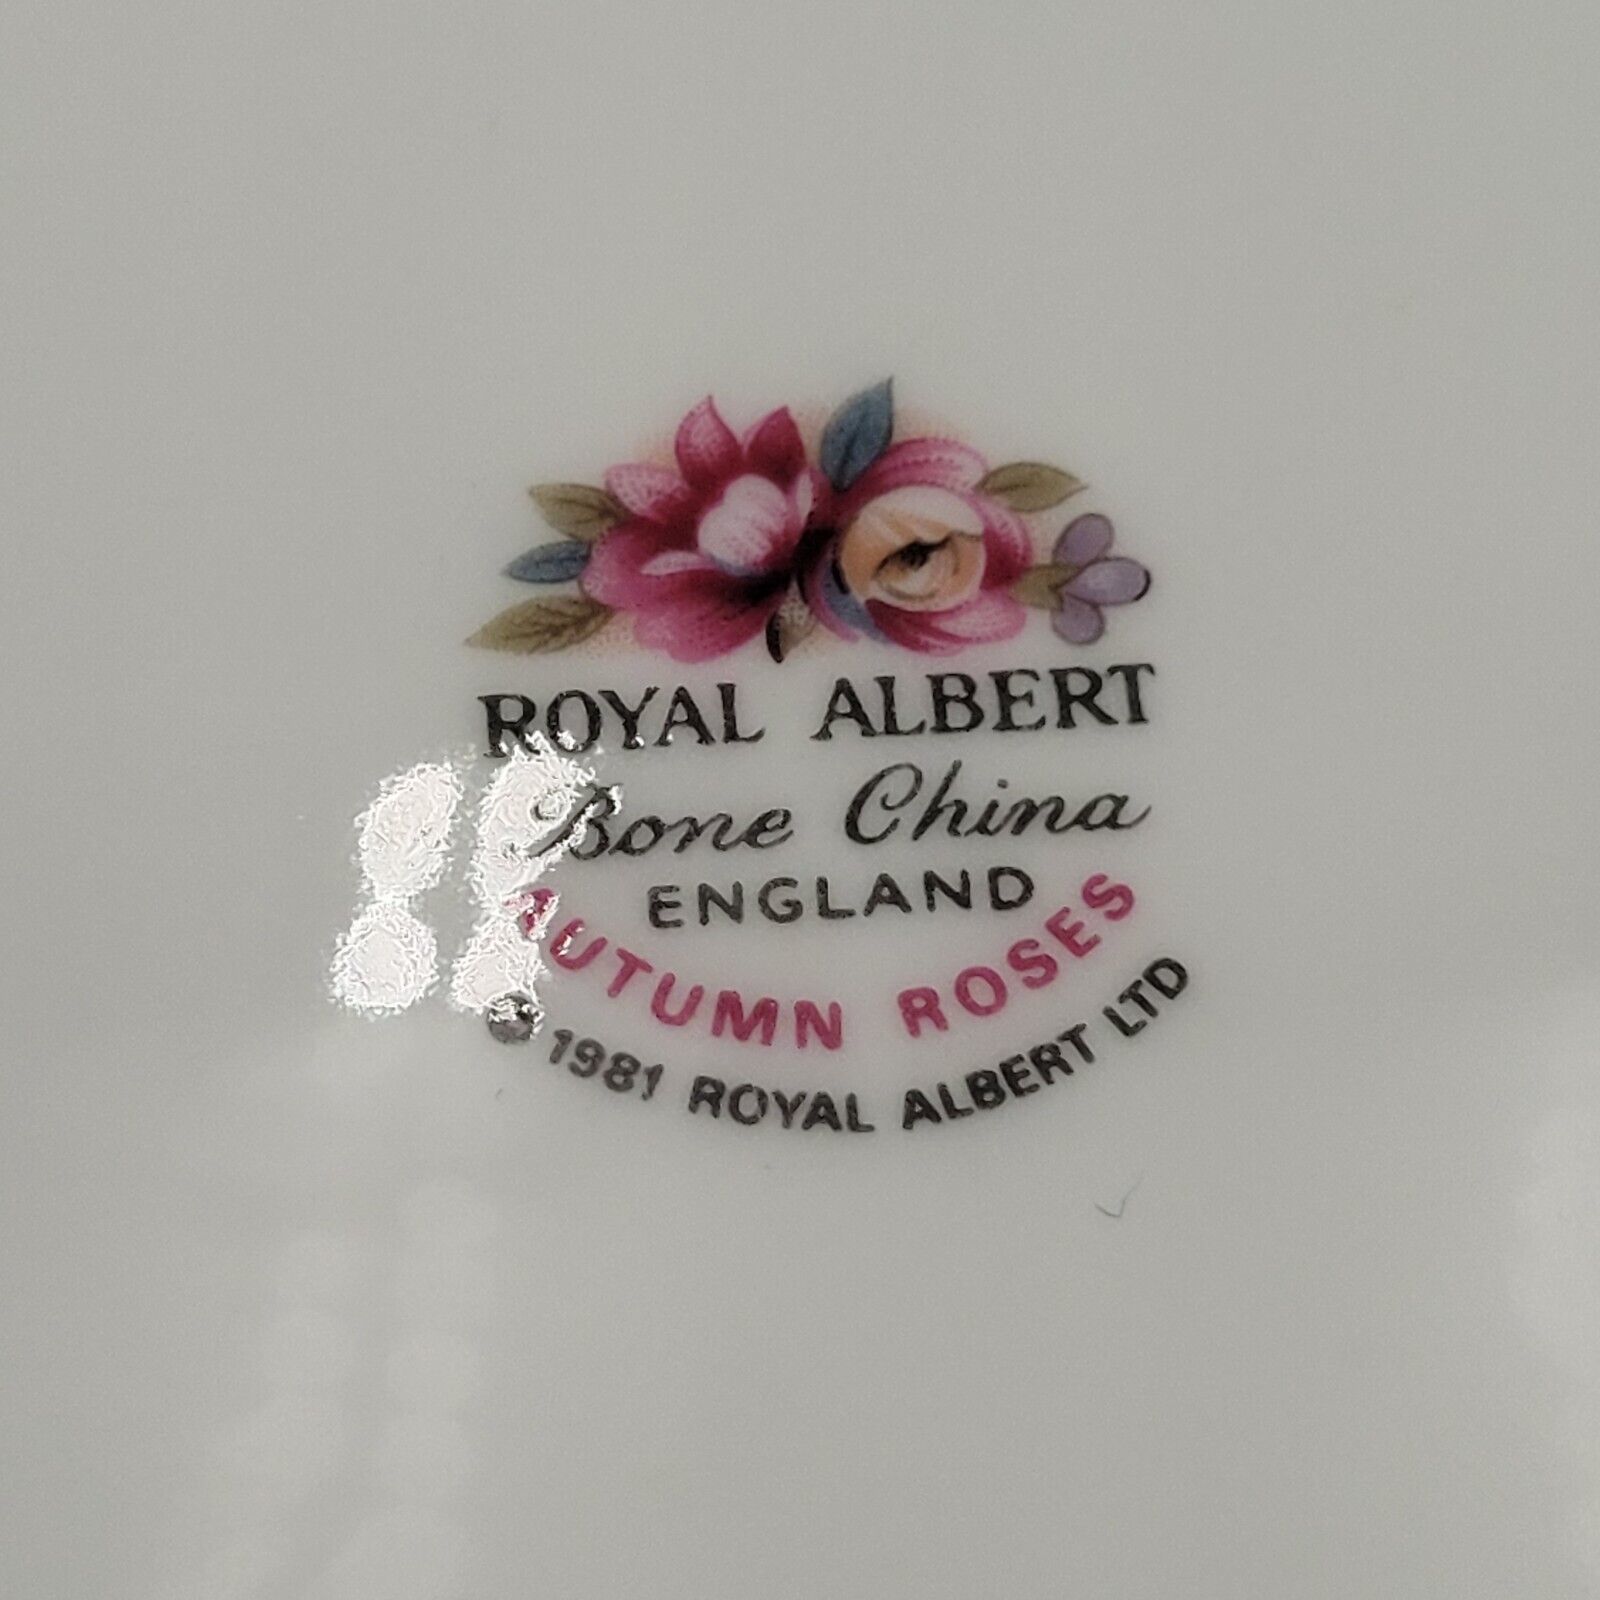 ROYAL ALBERT
Bone China
ENGLAND
AUTUMN ROSES
© 1981 ROYAL ALBERT LTD